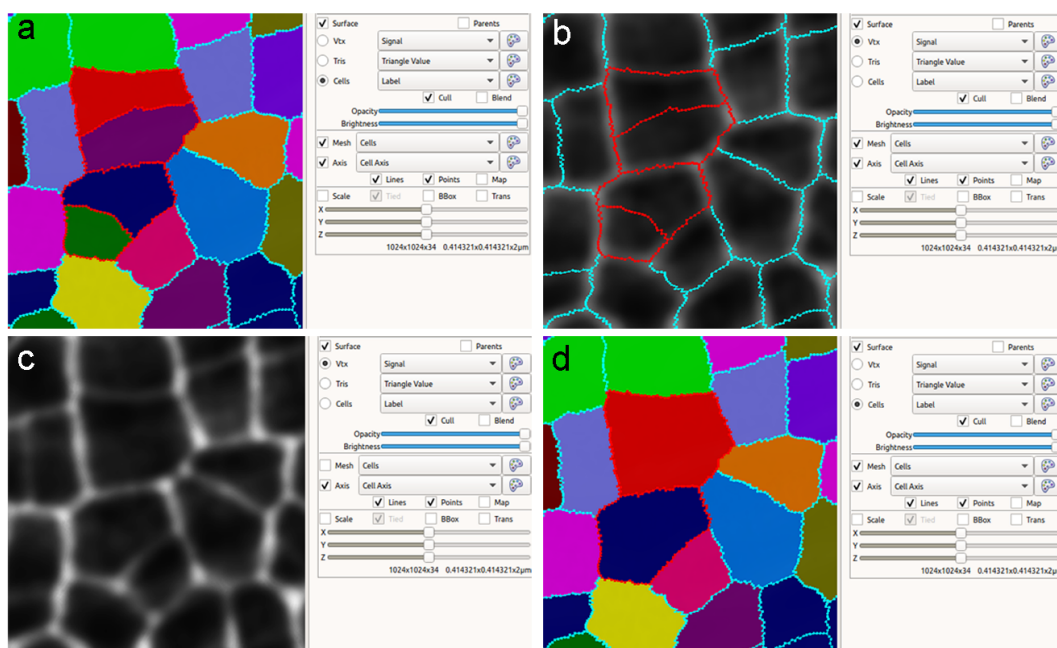 a
Surface Parents
Vtx Signal
Tris Triangle Value
Cells Label
Cull Blend
Opacity
Brightness
Mesh Cells
Axis Cell Axis
Lines Points Map
Scale Tied BBox Trans
X
Y
Z
1024x1024x34 0.414321x0.414321x2µm
b
Surface Parents
Vtx Signal
Tris Triangle Value
Cells Label
Cull Blend
Opacity
Brightness
Mesh Cells
Axis Cell Axis
Lines Points Map
Scale Tied BBox Trans
X
Y
Z
1024x1024x34 0.414321x0.414321x2µm
c
Surface Parents
Vtx Signal
Tris Triangle Value
Cells Label
Cull Blend
Opacity
Brightness
Mesh Cells
Axis Cell Axis
Lines Points Map
Scale Tied BBox Trans
X
Y
Z
1024x1024x34 0.414321x0.414321x2µm
d
Surface Parents
Vtx Signal
Tris Triangle Value
Cells Label
Cull Blend
Opacity
Brightness
Mesh Cells
Axis Cell Axis
Lines Points Map
Scale Tied BBox Trans
X
Y
Z
1024x1024x34 0.414321x0.414321x2µm